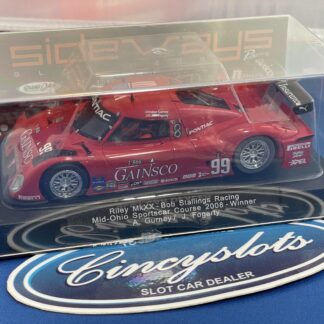 sideways
PONTIAC
GAINSCO
99
PIRELLI
Riley MkXX - Bob Stallings Racing
Mid-Ohio Sportscar Course 2008 - Winner
A. Gurney / J. Fogerty
Cincyslots
SLOT CAR DEALER